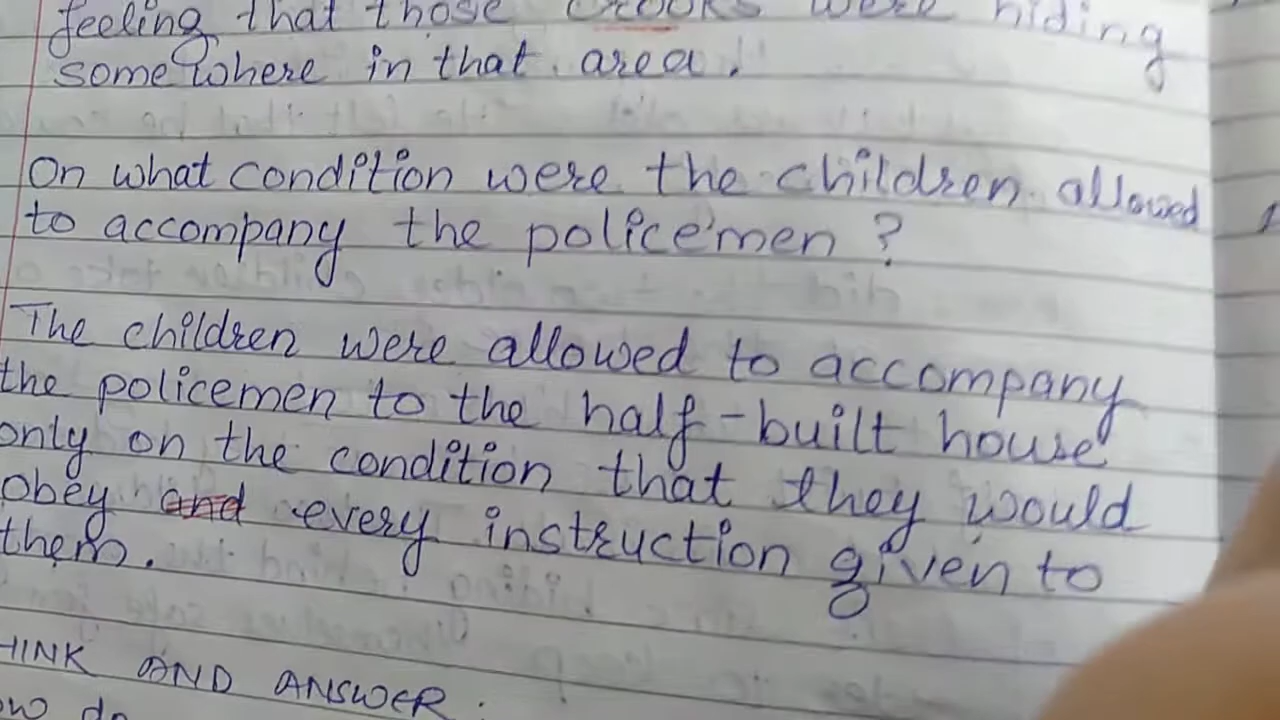 feeling that those crooks were hiding
somewhere in that area.
On what condition were the children allowed
to accompany the policemen ?
The children were allowed to accompany
the policemen to the half-built house
only on the condition that they would
obey and every instruction given to
them.
HINK AND ANSWER :
ow do